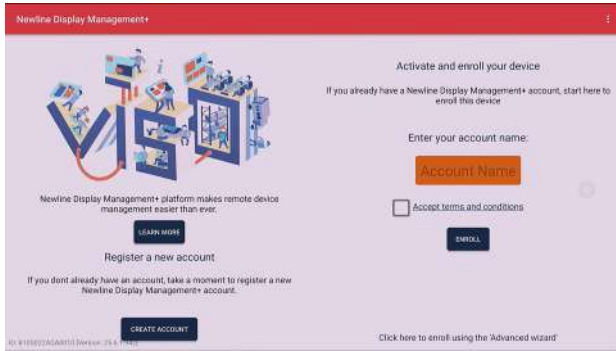 Newline Display Management+
Newline Display Management+ platform makes remote device
management easier than ever.
LEARN MORE
Register a new account
If you dont already have an account, take a moment to register a new
Newline Display Management+ account.
CREATE ACCOUNT
Activate and enroll your device
If you already have a Newline Display Management+ account, start here to
enroll this device
Enter your account name:
Account Name
Accept terms and conditions
ENROLL
Click here to enroll using the 'Advanced wizard'